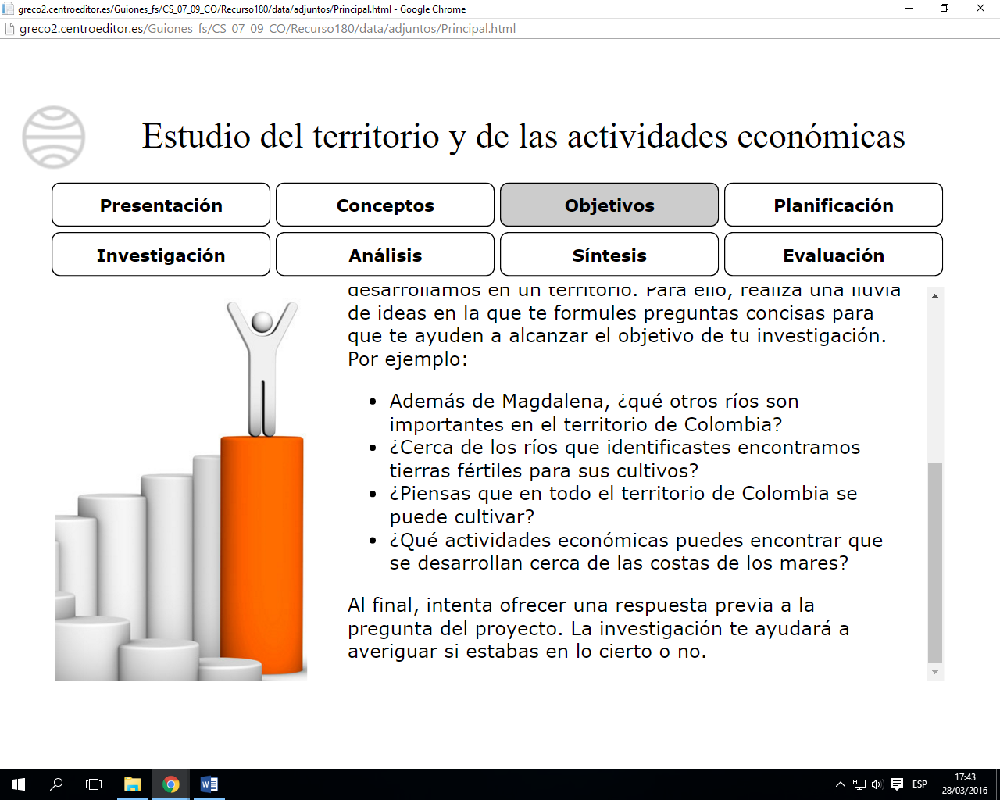 greco2.centroeditor.es/Guiones_fs/CS_07_09_CO/Recurso180/data/adjuntos/Principal.html - Google Chrome
greco2.centroeditor.es/Guiones_fs/CS_07_09_CO/Recurso180/data/adjuntos/Principal.html
Estudio del territorio y de las actividades económicas
Presentación Conceptos Objetivos Planificación
Investigación Análisis Síntesis Evaluación
desarrollamos en un territorio. Para ello, realiza una lluvia
de ideas en la que te formules preguntas concisas para
que te ayuden a alcanzar el objetivo de tu investigación.
Por ejemplo:
• Además de Magdalena, ¿qué otros ríos son
importantes en el territorio de Colombia?
• ¿Cerca de los ríos que identificastes encontramos
tierras fértiles para sus cultivos?
• ¿Piensas que en todo el territorio de Colombia se
puede cultivar?
• ¿Qué actividades económicas puedes encontrar que
se desarrollan cerca de las costas de los mares?
Al final, intenta ofrecer una respuesta previa a la
pregunta del proyecto. La investigación te ayudará a
averiguar si estabas en lo cierto o no.
ESP
17:43
28/03/2016